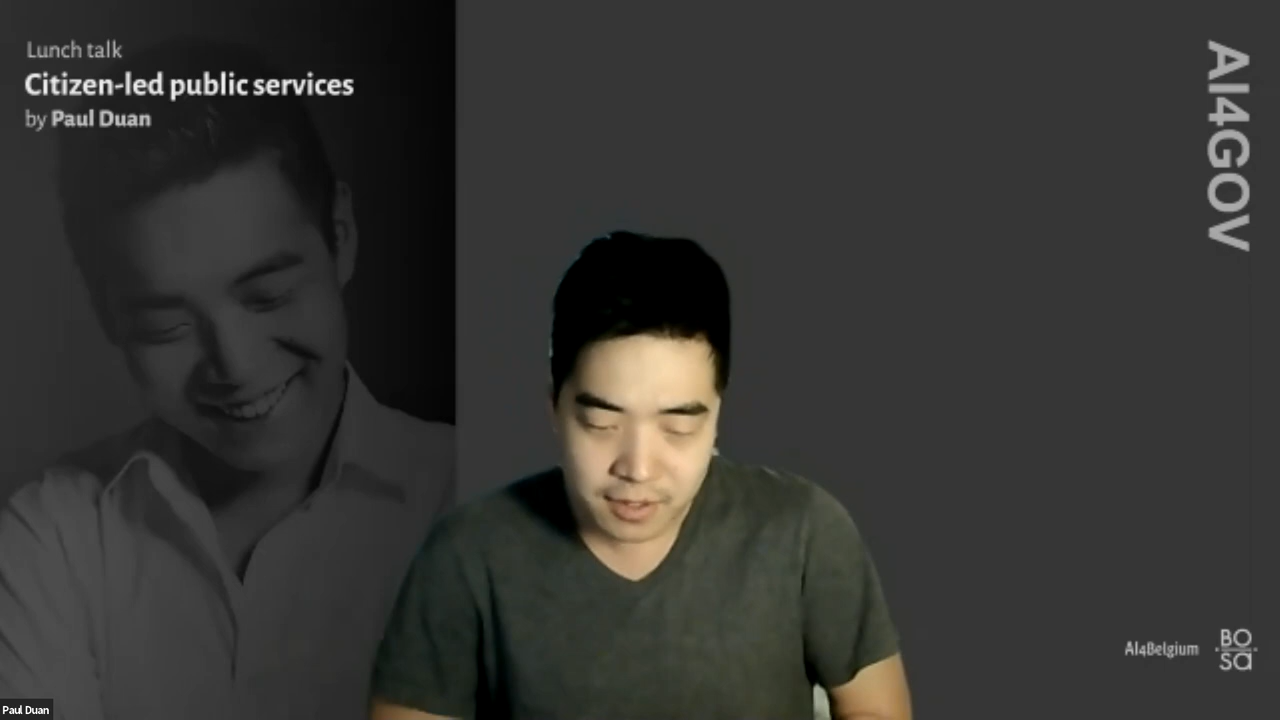 Lunch talk
Citizen-led public services
by Paul Duan
AI4GOV
AI4Belgium
BO
sa
Paul Duan